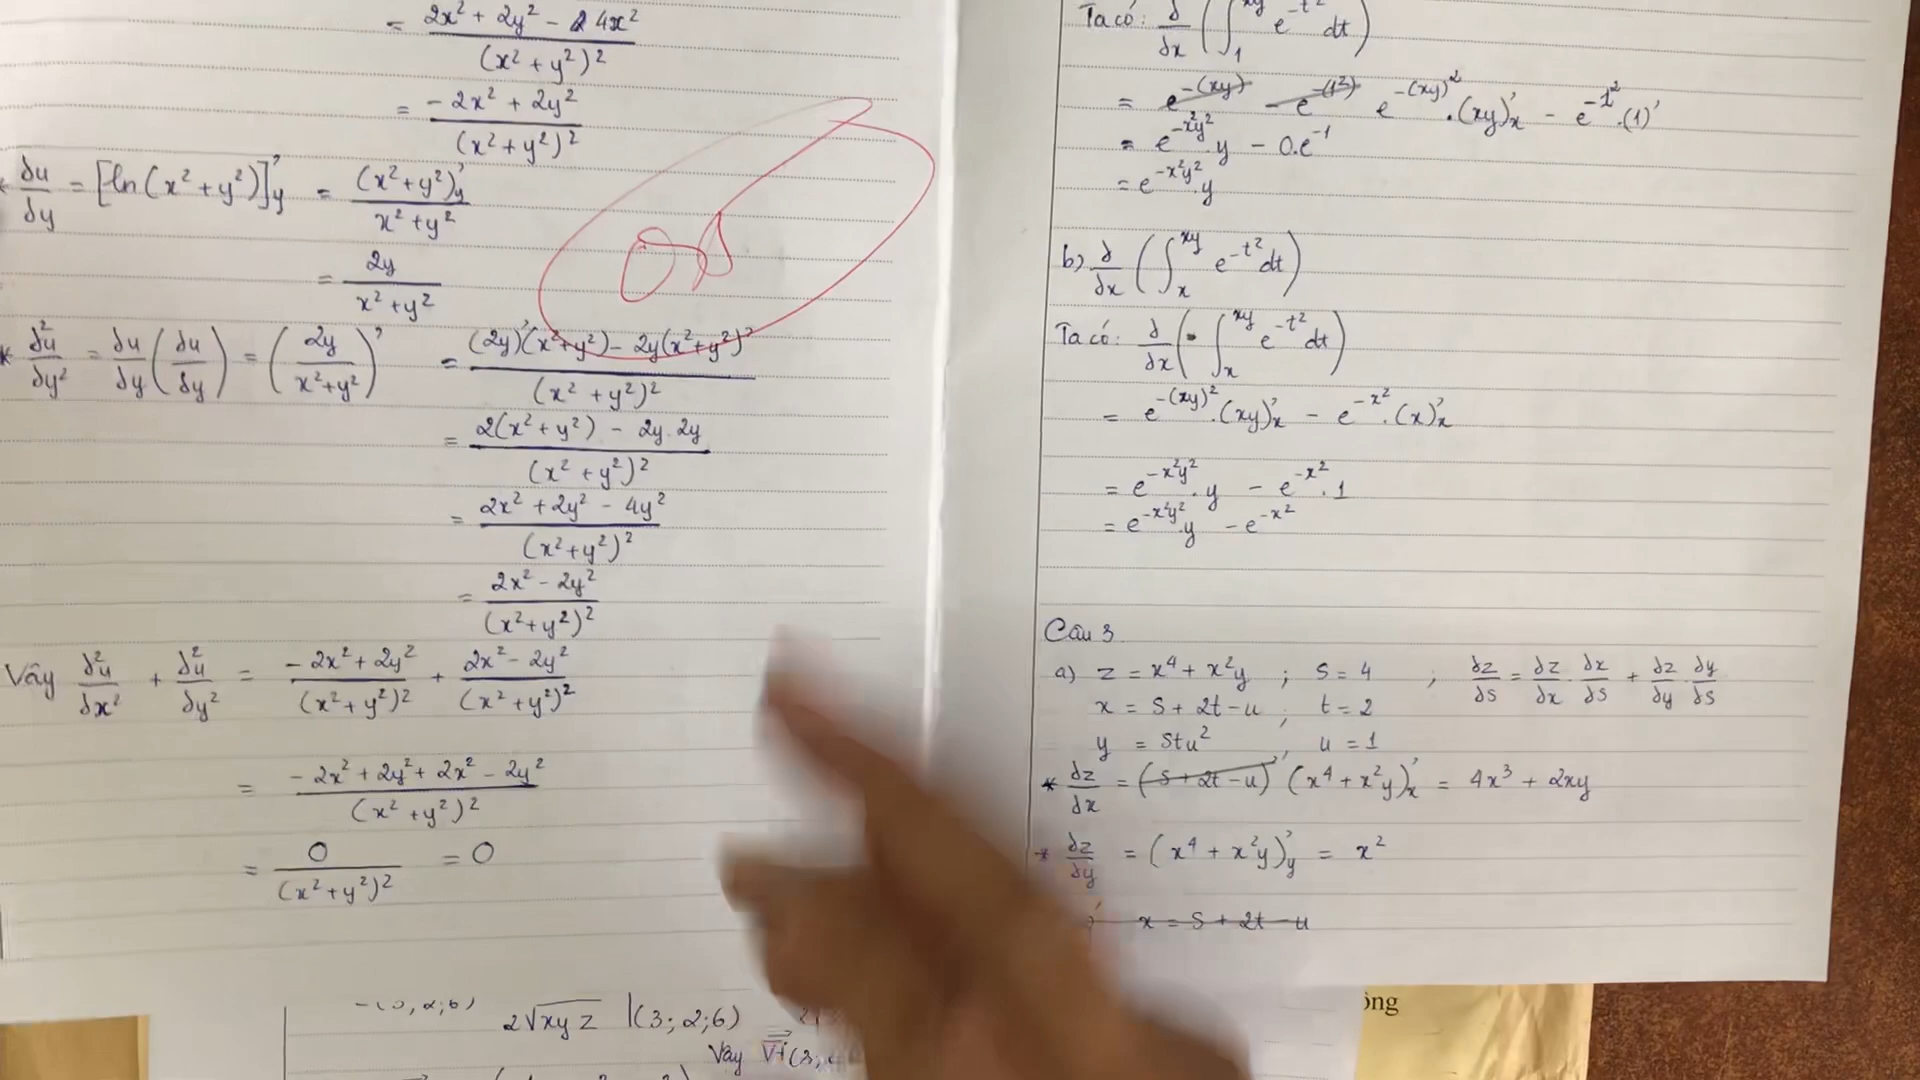 = (2x² + 2y² - 4x²) / (x² + y²)²
= (-2x² + 2y²) / (x² + y²)²
* ∂u/∂y = [ln(x² + y²)]'y = (x² + y²)'y / (x² + y²)
= 2y / (x² + y²)
* ∂²u/∂y² = ∂u/∂y (∂u/∂y) = (2y / (x² + y²))' = ((2y)'(x² + y²) - 2y(x² + y²)') / (x² + y²)²
= (2(x² + y²) - 2y.2y) / (x² + y²)²
= (2x² + 2y² - 4y²) / (x² + y²)²
= (2x² - 2y²) / (x² + y²)²
Vậy ∂²u/∂x² + ∂²u/∂y² = (-2x² + 2y²) / (x² + y²)² + (2x² - 2y²) / (x² + y²)²
= (-2x² + 2y² + 2x² - 2y²) / (x² + y²)²
= 0 / (x² + y²)² = 0
2√xyz |(3; 2; 6)
Vậy
Ta có: ∂/∂x (∫₁^xy e^-t² dt)
= e^-(xy) - e^-(1²) e^-(xy)² .(xy)'x - e^-1² .(1)'
= e^-x²y² .y - 0.e^-1
= e^-x²y² .y
b) ∂/∂x (∫x^xy e^-t² dt)
Ta có: ∂/∂x (∫x^xy e^-t² dt)
= e^-(xy)² .(xy)'x - e^-x² .(x)'x
= e^-x²y² .y - e^-x² .1
= e^-x²y² .y - e^-x²
Câu 3
a) z = x⁴ + x²y ; s = 4 ; ∂z/∂s = ∂z/∂x . ∂x/∂s + ∂z/∂y . ∂y/∂s
x = s + 2t - u ; t = 2
y = stu² ; u = 1
* ∂z/∂x = (s + 2t - u)' (x⁴ + x²y)'x = 4x³ + 2xy
* ∂z/∂y = (x⁴ + x²y)'y = x²
x = s + 2t - u
ông